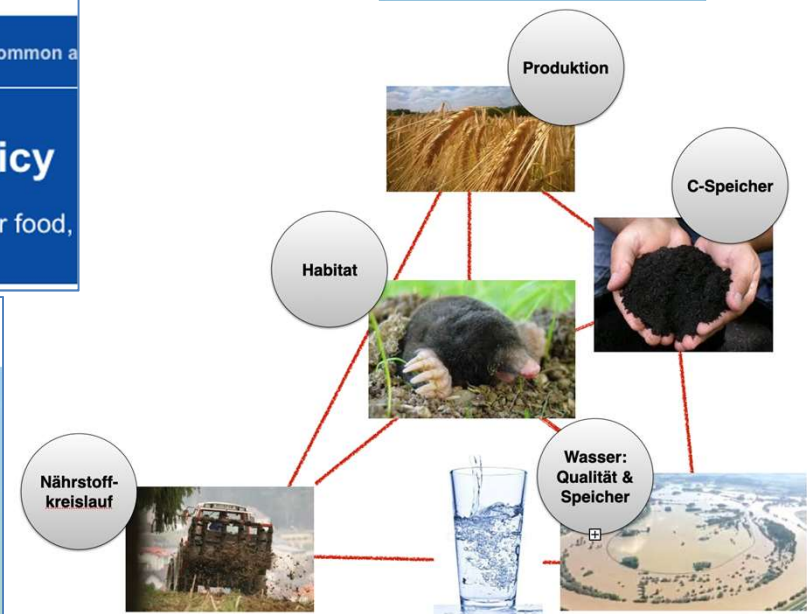 ommon a
icy
r food,
Produktion
C-Speicher
Habitat
Nährstoff-
kreislauf
Wasser:
Qualität &
Speicher